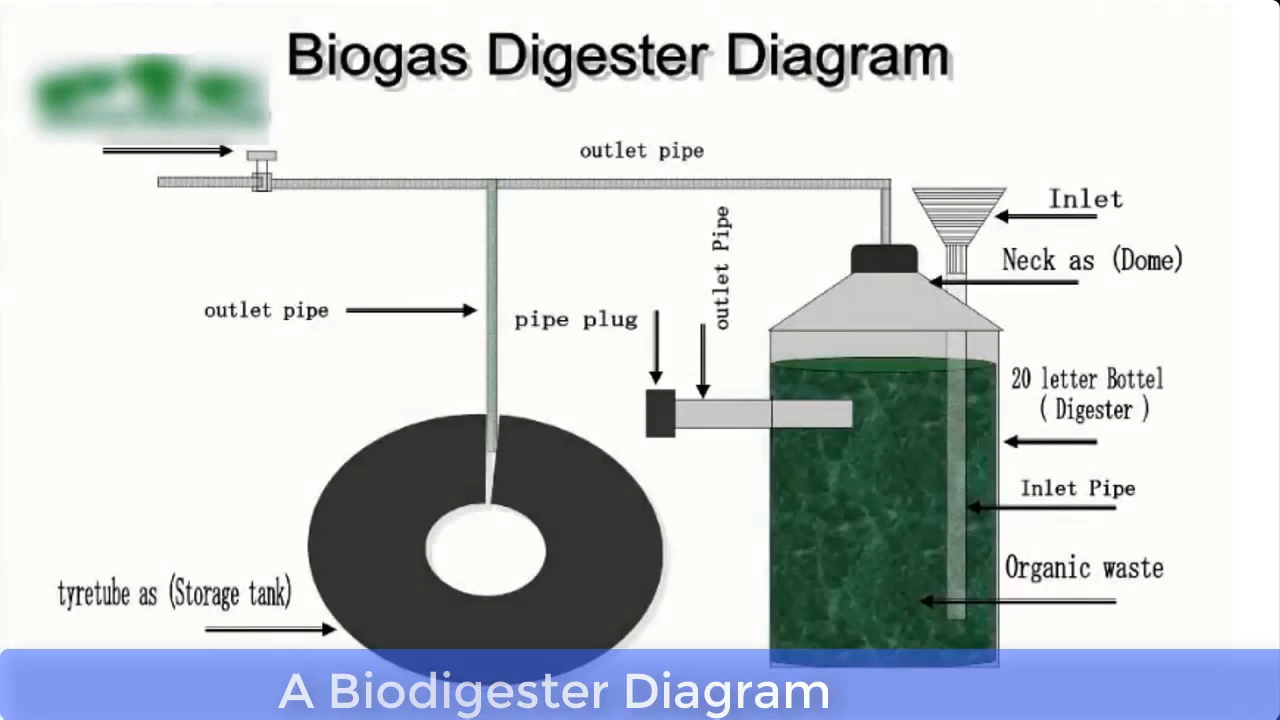 Biogas Digester Diagram
outlet pipe
Inlet
outlet Pipe
Neck as (Dome)
outlet pipe
pipe plug
20 letter Bottel
( Digester )
Inlet Pipe
Organic waste
tyretube as (Storage tank)
A Biodigester Diagram